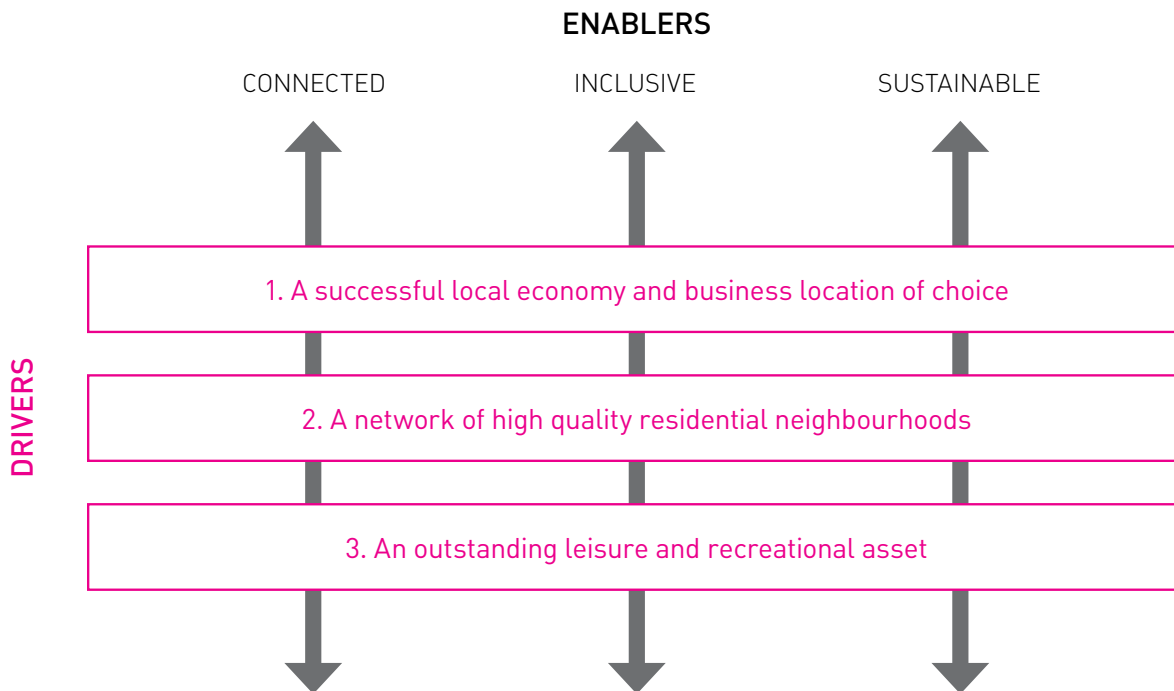 ENABLERS
CONNECTED
INCLUSIVE
SUSTAINABLE
DRIVERS
1. A successful local economy and business location of choice
2. A network of high quality residential neighbourhoods
3. An outstanding leisure and recreational asset